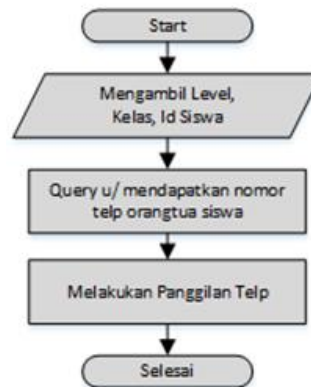 Start
Mengambil Level,
Kelas, Id Siswa
Query u/ mendapatkan nomor
telp orangtua siswa
Melakukan Panggilan Telp
Selesai